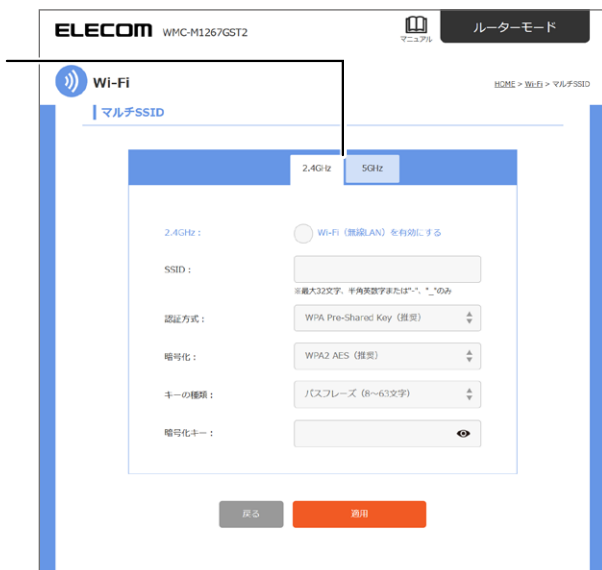 ELECOM WMC-M1267GST2
マニュアル
ルーターモード
Wi-Fi
HOME > Wi-Fi > マルチSSID
マルチSSID
2.4GHz 5GHz
2.4GHz： Wi-Fi（無線LAN）を有効にする
SSID：
※最大32文字、半角英数字または"-"、"_"のみ
認証方式： WPA Pre-Shared Key（推奨）
暗号化： WPA2 AES（推奨）
キーの種類： パスフレーズ（8～63文字）
暗号化キー：
戻る 適用